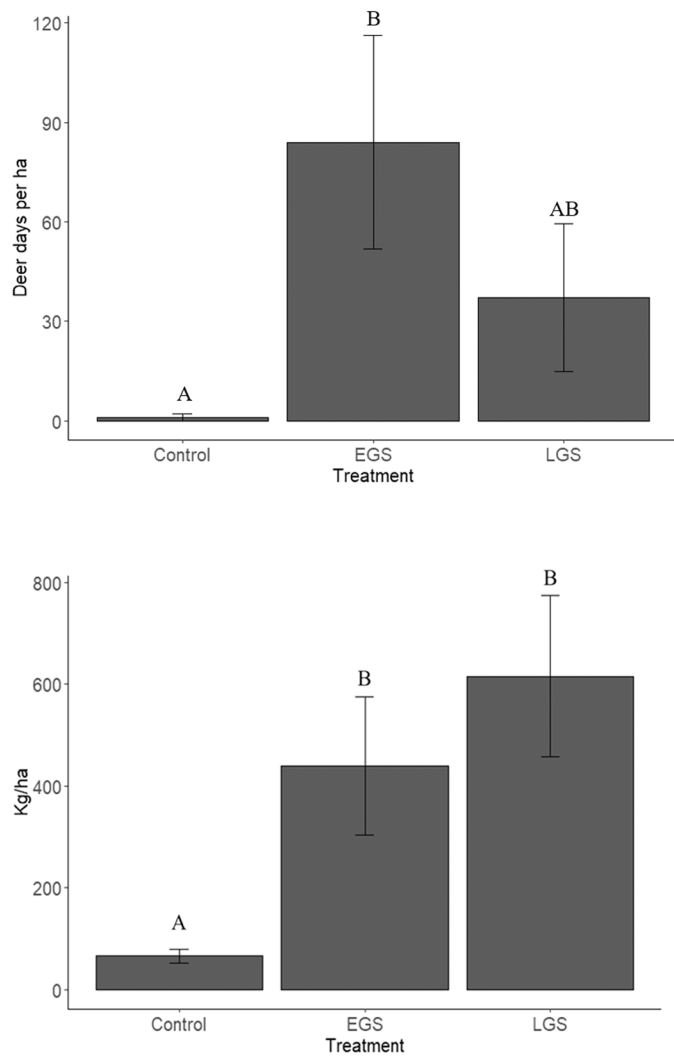 Deer days per ha
120
90
60
30
0
A
B
AB
Control EGS LGS
Treatment
Kg/ha
800
600
400
200
0
A
B
B
Control EGS LGS
Treatment